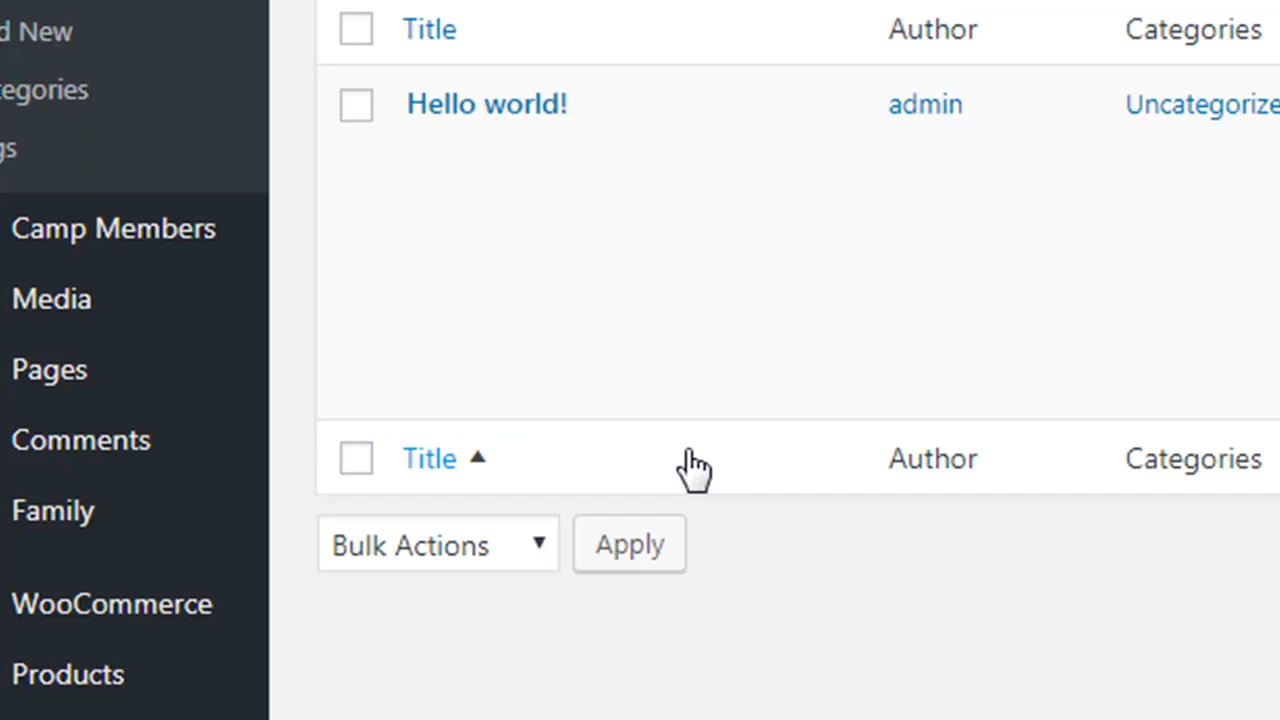 d New
tegories
gs
Camp Members
Media
Pages
Comments
Family
WooCommerce
Products
Title Author Categories
Hello world! admin Uncategorize
Title ▲ Author Categories
Bulk Actions ▼ Apply